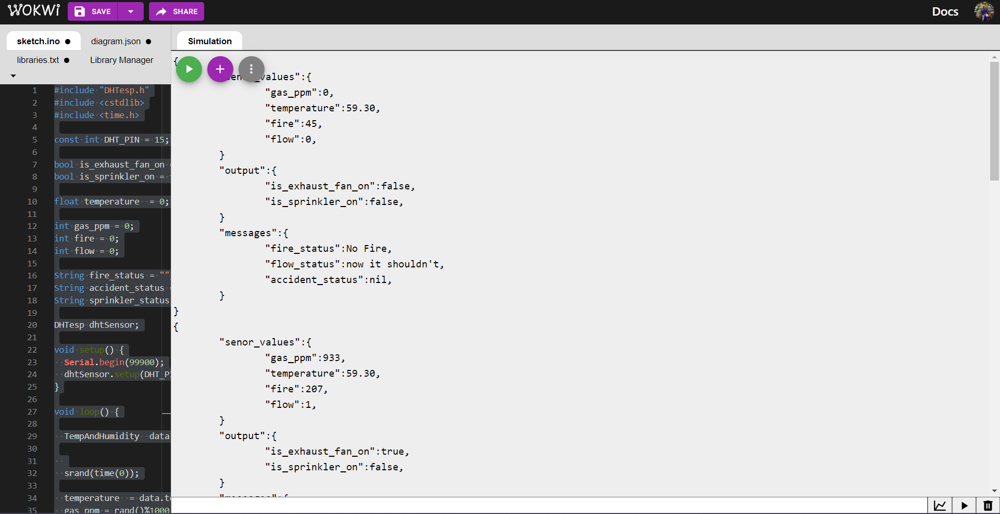 WOKWI SAVE SHARE Docs
sketch.ino diagram.json
libraries.txt Library Manager
1 #include "DHTesp.h"
2 #include <cstdlib>
3 #include <time.h>
4
5 const int DHT_PIN = 15;
6
7 bool is_exhaust_fan_on =
8 bool is_sprinkler_on =
9
10 float temperature = 0;
11
12 int gas_ppm = 0;
13 int fire = 0;
14 int flow = 0;
15
16 String fire_status = ""
17 String accident_status =
18 String sprinkler_status
19
20 DHTesp dhtSensor;
21
22 void setup() {
23 Serial.begin(99900);
24 dhtSensor.setup(DHT_PI
25 }
26
27 void loop() {
28
29 TempAndHumidity data
30
31
32 srand(time(0));
33
34 temperature = data.te
35 gas_ppm = rand()%1000
Simulation
{
"senor_values":{
"gas_ppm":0,
"temperature":59.30,
"fire":45,
"flow":0,
}
"output":{
"is_exhaust_fan_on":false,
"is_sprinkler_on":false,
}
"messages":{
"fire_status":No Fire,
"flow_status":now it shouldn't,
"accident_status":nil,
}
}
{
"senor_values":{
"gas_ppm":933,
"temperature":59.30,
"fire":207,
"flow":1,
}
"output":{
"is_exhaust_fan_on":true,
"is_sprinkler_on":false,
}
"messages":{